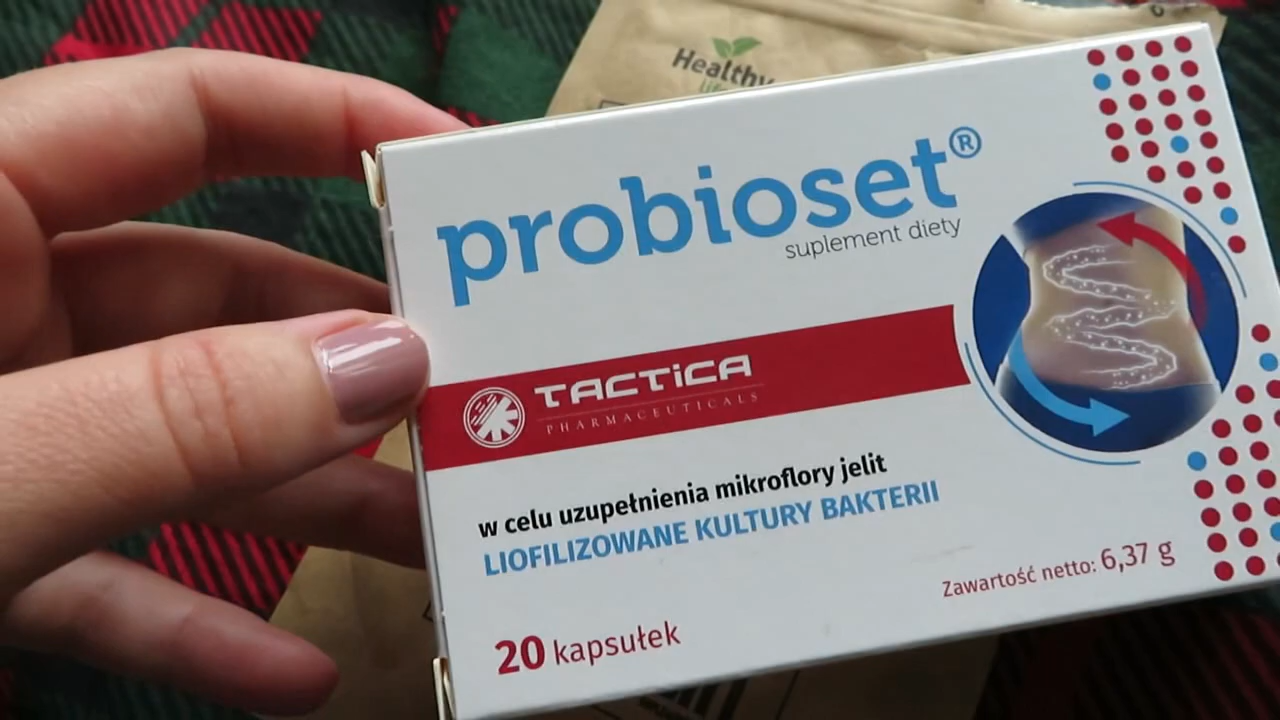 Healthy
probioset®
suplement diety
TACTICA
PHARMACEUTICALS
w celu uzupełnienia mikroflory jelit
LIOFILIZOWANE KULTURY BAKTERII
Zawartość netto: 6,37 g
20 kapsułek